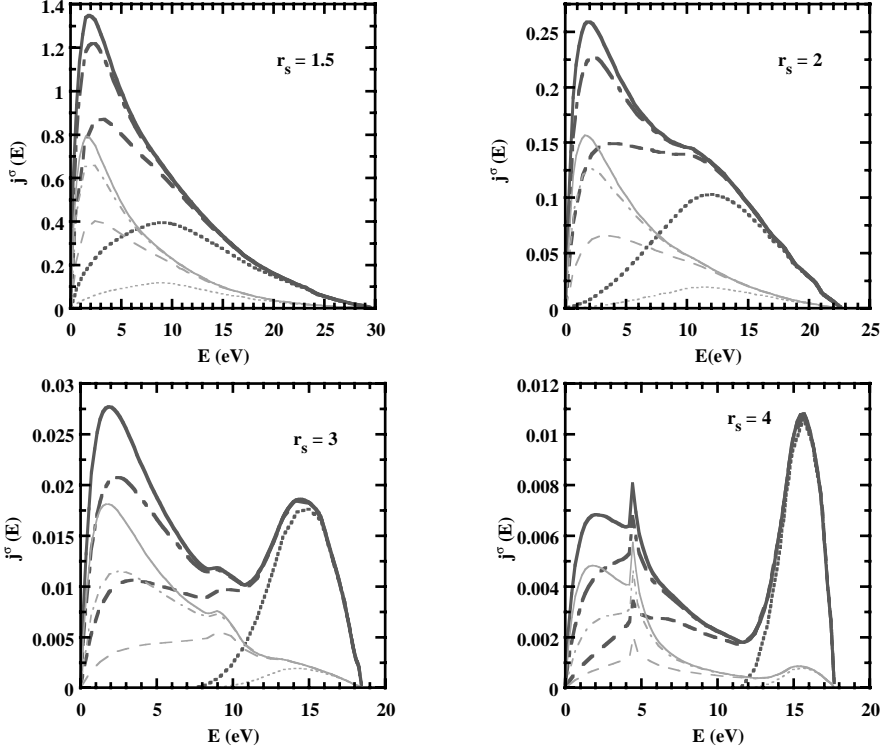 1.4
1.2
1
0.8
0.6
0.4
0.2
0
j^σ (E)
r_s = 1.5
0 5 10 15 20 25 30
E (eV)
0.25
0.2
0.15
0.1
0.05
0
j^σ (E)
r_s = 2
0 5 10 15 20 25
E(eV)
0.03
0.025
0.02
0.015
0.01
0.005
0
j^σ (E)
r_s = 3
0 5 10 15 20
E (eV)
0.012
0.01
0.008
0.006
0.004
0.002
0
j^σ (E)
r_s = 4
0 5 10 15 20
E (eV)